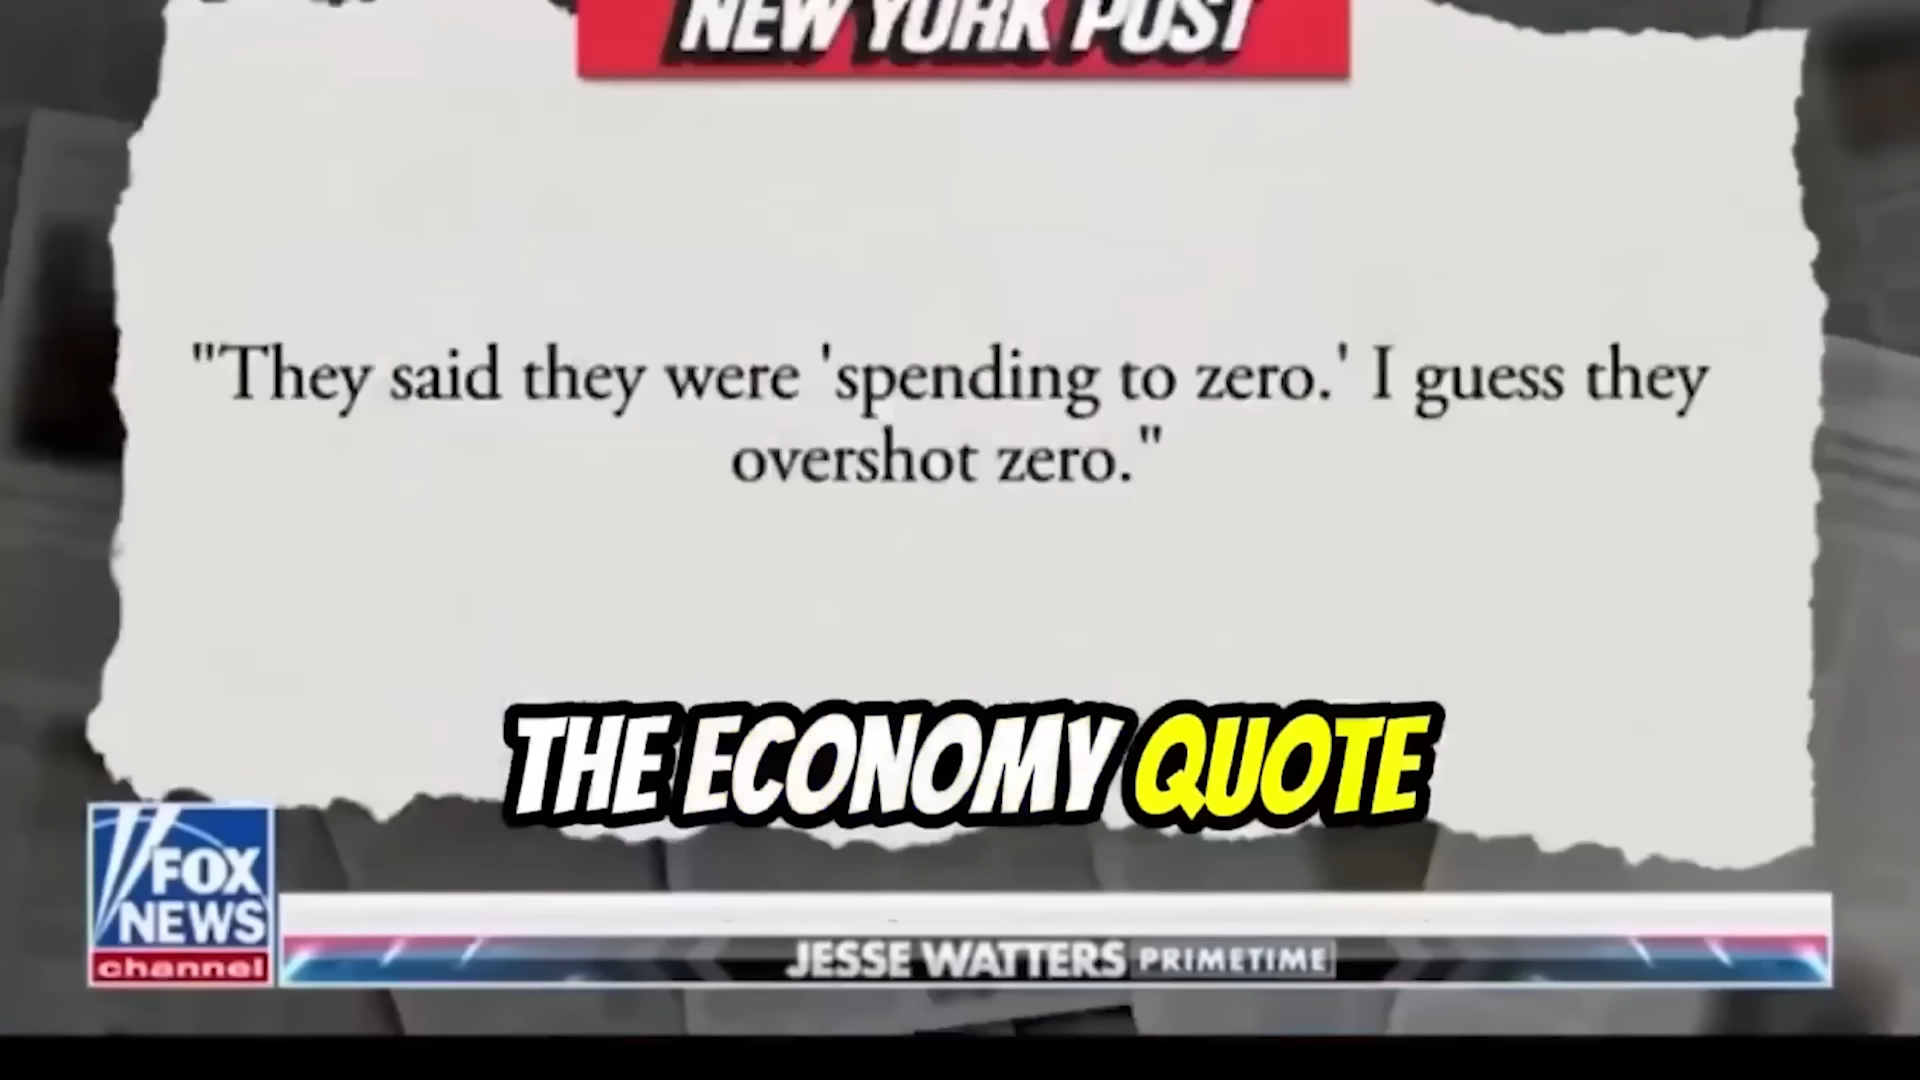 NEW YORK POST
"They said they were 'spending to zero.' I guess they
overshot zero."
THE ECONOMY QUOTE
FOX
NEWS
channel
JESSE WATTERS PRIMETIME